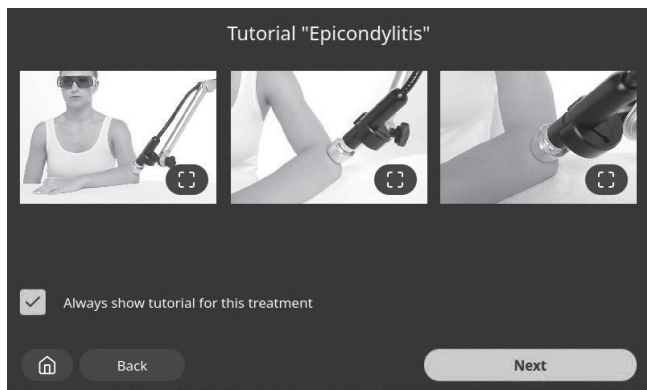 Tutorial "Epicondylitis"
Always show tutorial for this treatment
Back
Next